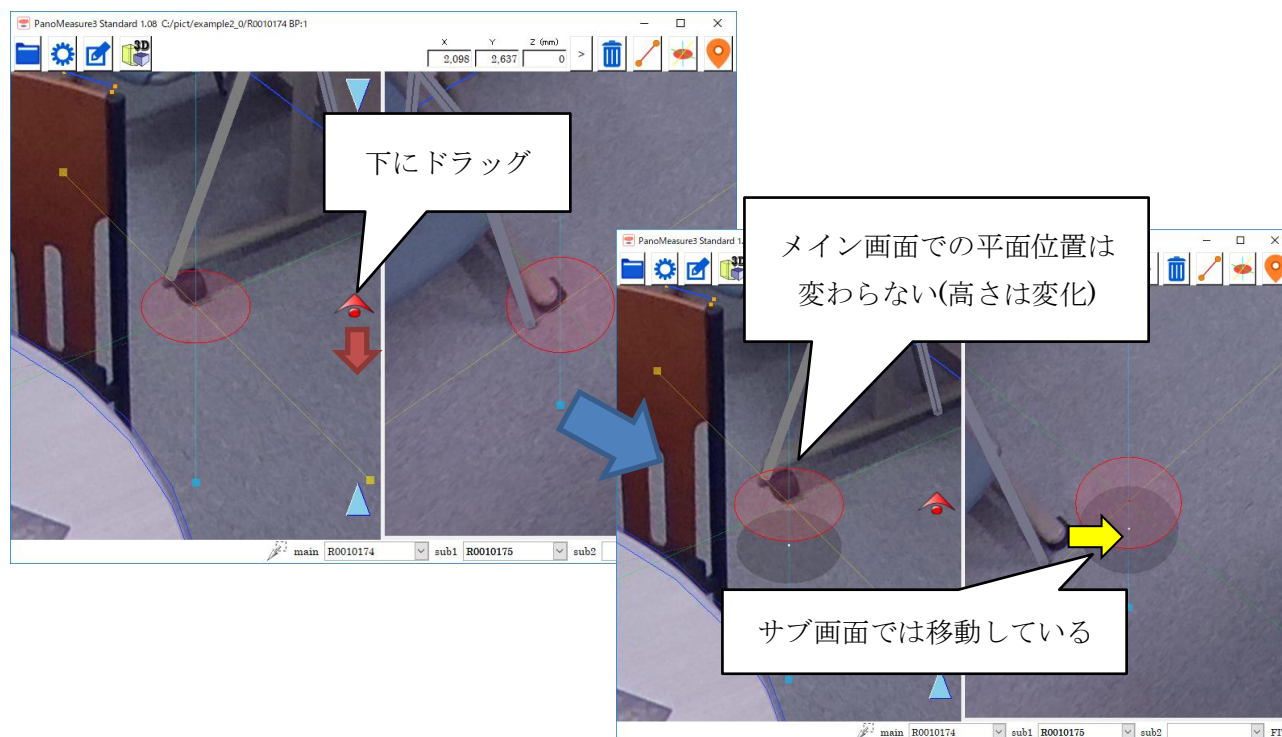 PanoMeasure3 Standard 1.08 C:/pict/example2_0/R0010174 BP:1
3D
X Y Z (mm)
2,098 2,637 0 >
下にドラッグ
main R0010174 sub1 R0010175 sub2
PanoMeasure3 Standard
3D
メイン画面での平面位置は
変わらない(高さは変化)
サブ画面では移動している
main R0010174 sub1 R0010175 sub2